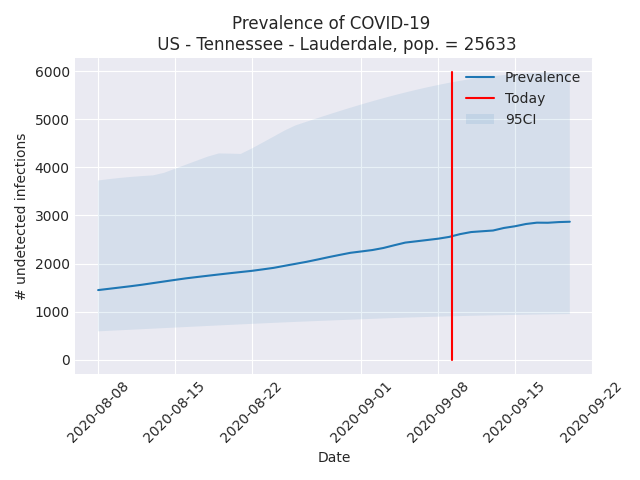 Prevalence of COVID-19
US - Tennessee - Lauderdale, pop. = 25633
Prevalence
Today
95CI
6000
5000
4000
3000
2000
1000
0
# undetected infections
2020-08-08
2020-08-15
2020-08-22
2020-09-01
2020-09-08
2020-09-15
2020-09-22
Date